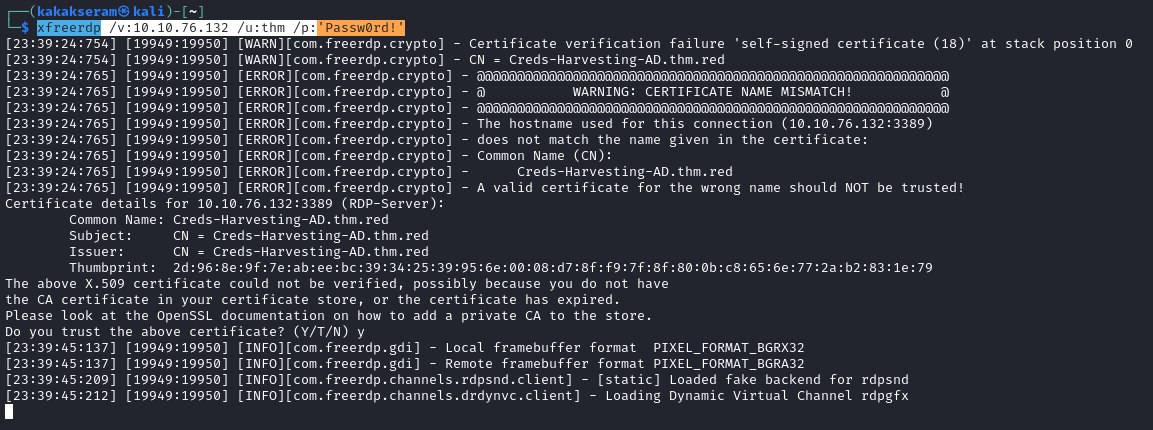 ┌──(kakakseram㉿kali)-[~]
└─$ xfreerdp /v:10.10.76.132 /u:thm /p:'Passw0rd!'
[23:39:24:754] [19949:19950] [WARN][com.freerdp.crypto] - Certificate verification failure 'self-signed certificate (18)' at stack position 0
[23:39:24:754] [19949:19950] [WARN][com.freerdp.crypto] - CN = Creds-Harvesting-AD.thm.red
[23:39:24:765] [19949:19950] [ERROR][com.freerdp.crypto] - @@@@@@@@@@@@@@@@@@@@@@@@@@@@@@@@@@@@@@@@@@@@@@@@@@@@@@@@@@@
[23:39:24:765] [19949:19950] [ERROR][com.freerdp.crypto] - @           WARNING: CERTIFICATE NAME MISMATCH!           @
[23:39:24:765] [19949:19950] [ERROR][com.freerdp.crypto] - @@@@@@@@@@@@@@@@@@@@@@@@@@@@@@@@@@@@@@@@@@@@@@@@@@@@@@@@@@@
[23:39:24:765] [19949:19950] [ERROR][com.freerdp.crypto] - The hostname used for this connection (10.10.76.132:3389)
[23:39:24:765] [19949:19950] [ERROR][com.freerdp.crypto] - does not match the name given in the certificate:
[23:39:24:765] [19949:19950] [ERROR][com.freerdp.crypto] - Common Name (CN):
[23:39:24:765] [19949:19950] [ERROR][com.freerdp.crypto] -      Creds-Harvesting-AD.thm.red
[23:39:24:765] [19949:19950] [ERROR][com.freerdp.crypto] - A valid certificate for the wrong name should NOT be trusted!
Certificate details for 10.10.76.132:3389 (RDP-Server):
        Common Name: Creds-Harvesting-AD.thm.red
        Subject:     CN = Creds-Harvesting-AD.thm.red
        Issuer:      CN = Creds-Harvesting-AD.thm.red
        Thumbprint:  2d:96:8e:9f:7e:ab:ee:bc:39:34:25:39:95:6e:00:08:d7:8f:f9:7f:8f:80:0b:c8:65:6e:77:2a:b2:83:1e:79
The above X.509 certificate could not be verified, possibly because you do not have
the CA certificate in your certificate store, or the certificate has expired.
Please look at the OpenSSL documentation on how to add a private CA to the store.
Do you trust the above certificate? (Y/T/N) y
[23:39:45:137] [19949:19950] [INFO][com.freerdp.gdi] - Local framebuffer format  PIXEL_FORMAT_BGRX32
[23:39:45:137] [19949:19950] [INFO][com.freerdp.gdi] - Remote framebuffer format PIXEL_FORMAT_BGRA32
[23:39:45:209] [19949:19950] [INFO][com.freerdp.channels.rdpsnd.client] - [static] Loaded fake backend for rdpsnd
[23:39:45:212] [19949:19950] [INFO][com.freerdp.channels.drdynvc.client] - Loading Dynamic Virtual Channel rdpgfx